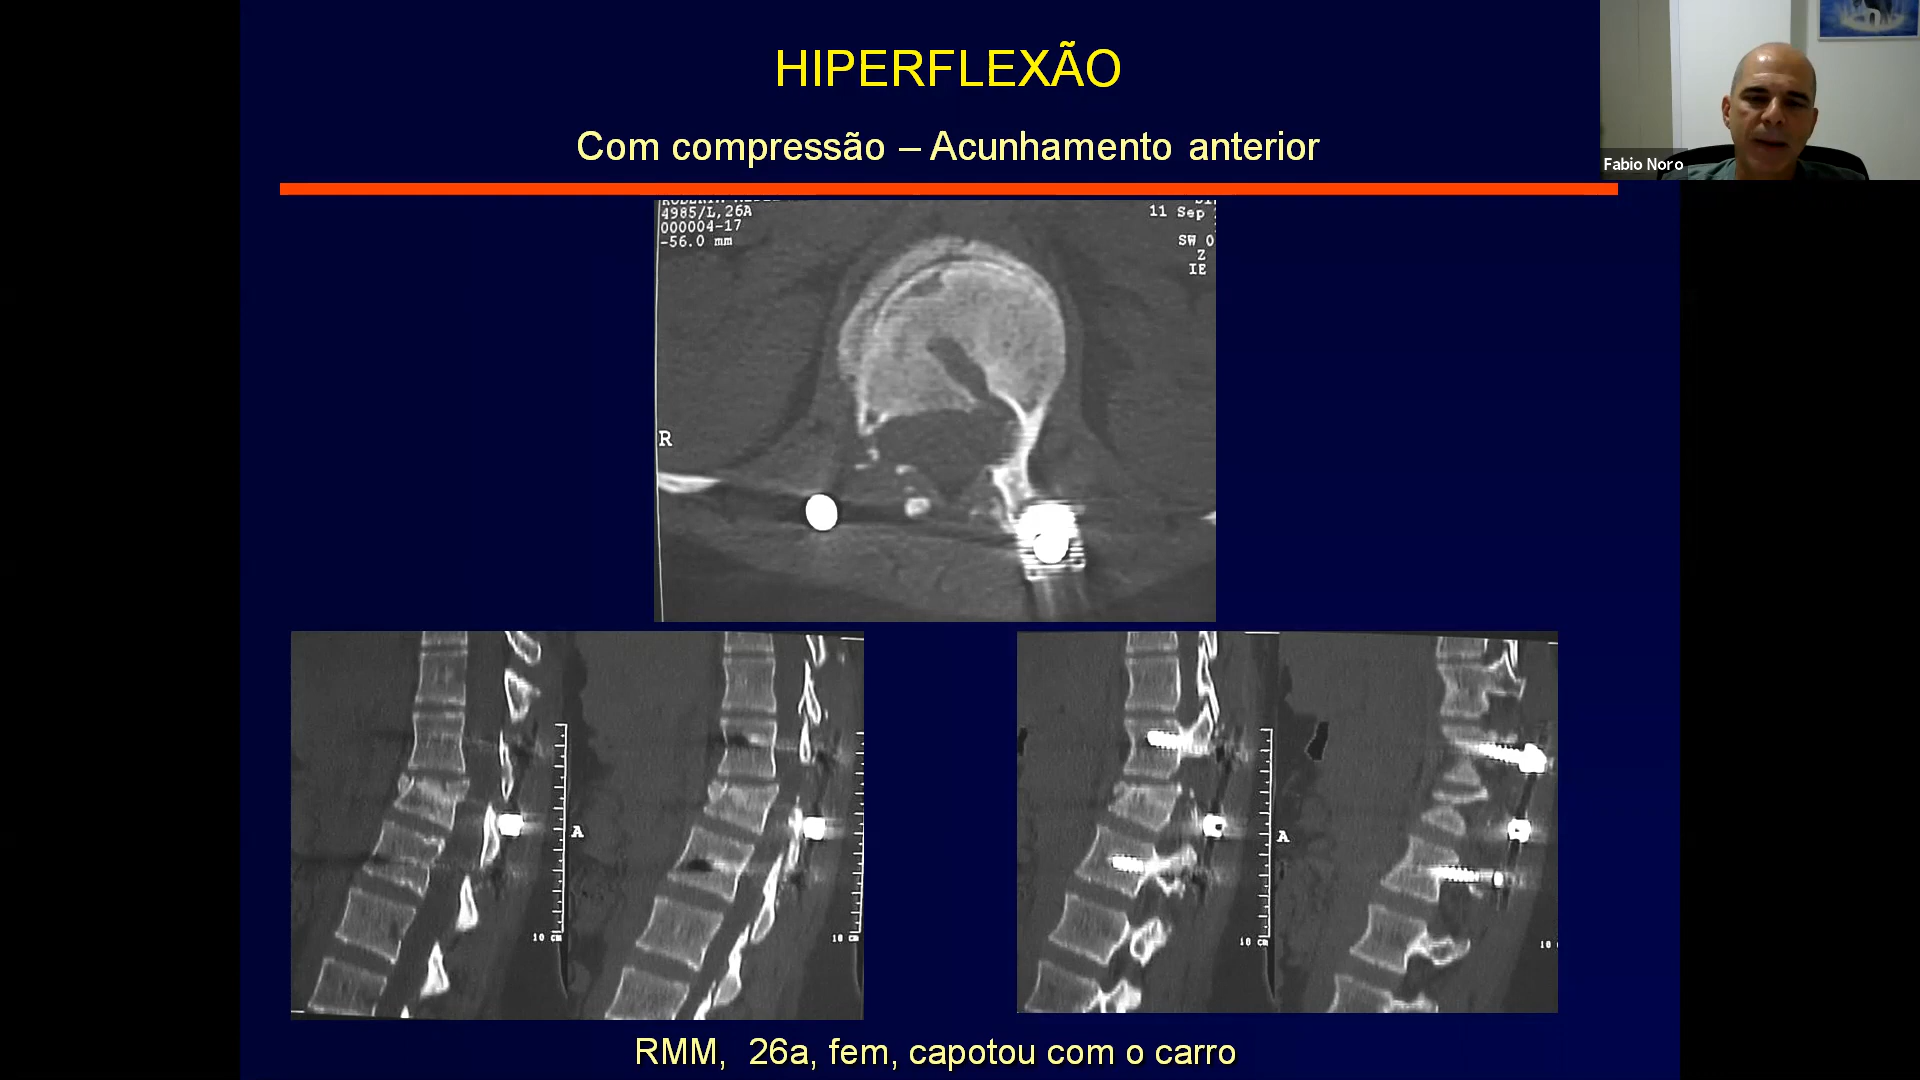 HIPERFLEXÃO
Com compressão – Acunhamento anterior
Fabio Noro
4985/L,26A
000004-17
-56.0 mm
11 Sep
SW 0
Z
IE
R
A
10 cm
10 cm
A
10 cm
10
RMM, 26a, fem, capotou com o carro